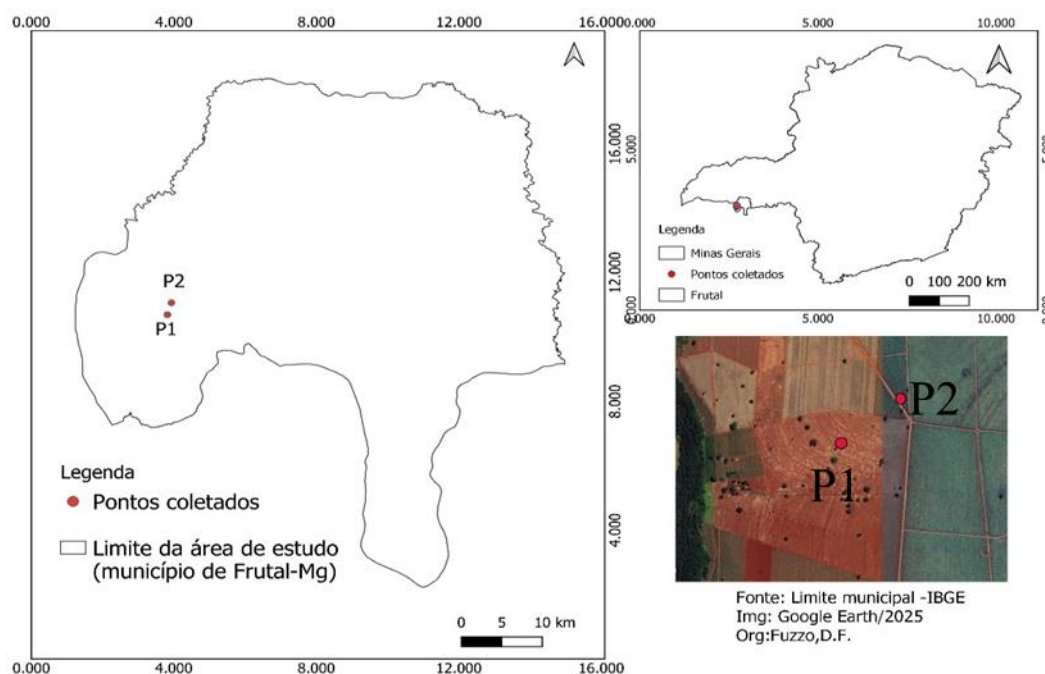 0.000 4.000 8.000 12.000 16.000
16.000
12.000
8.000
4.000
P2
P1
Legenda
Pontos coletados
Limite da área de estudo
(município de Frutal-Mg)
0 5 10 km
0.000 4.000 8.000 12.000 16.000
0.000 5.000 10.000
5.000
Legenda
Minas Gerais
Pontos coletados
Frutal
0 100 200 km
0.000 5.000 10.000
P2
P1
Fonte: Limite municipal -IBGE
Img: Google Earth/2025
Org:Fuzzo,D.F.